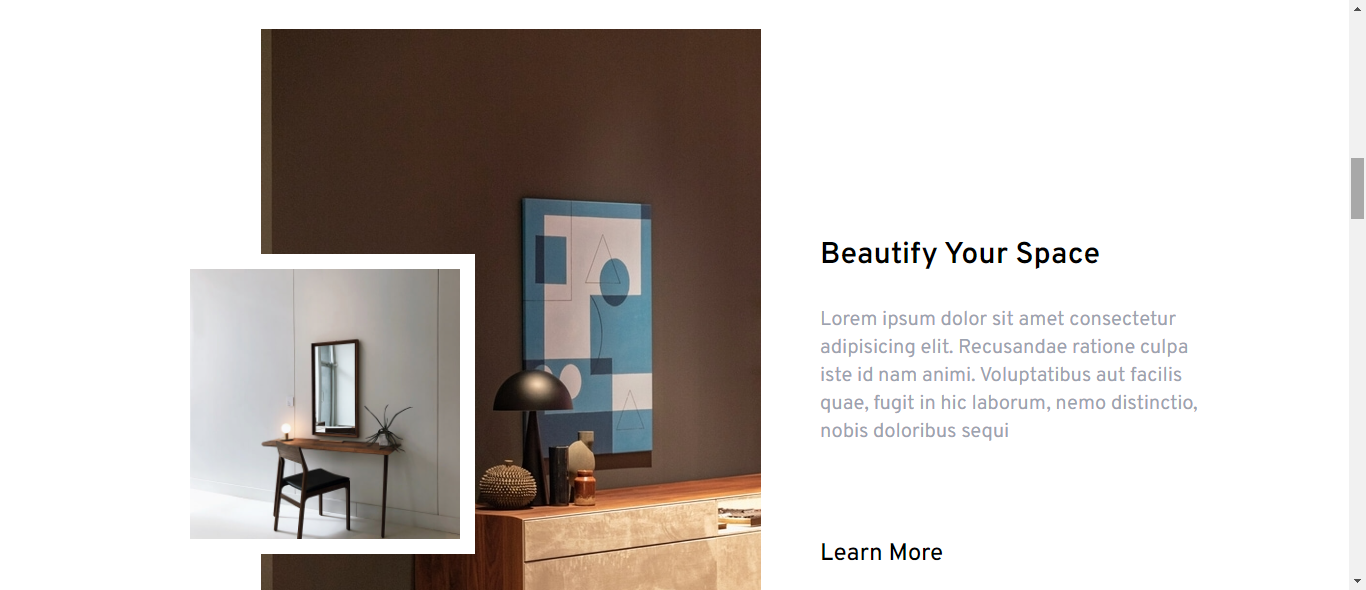 Beautify Your Space
Lorem ipsum dolor sit amet consectetur
adipisicing elit. Recusandae ratione culpa
iste id nam animi. Voluptatibus aut facilis
quae, fugit in hic laborum, nemo distinctio,
nobis doloribus sequi
Learn More